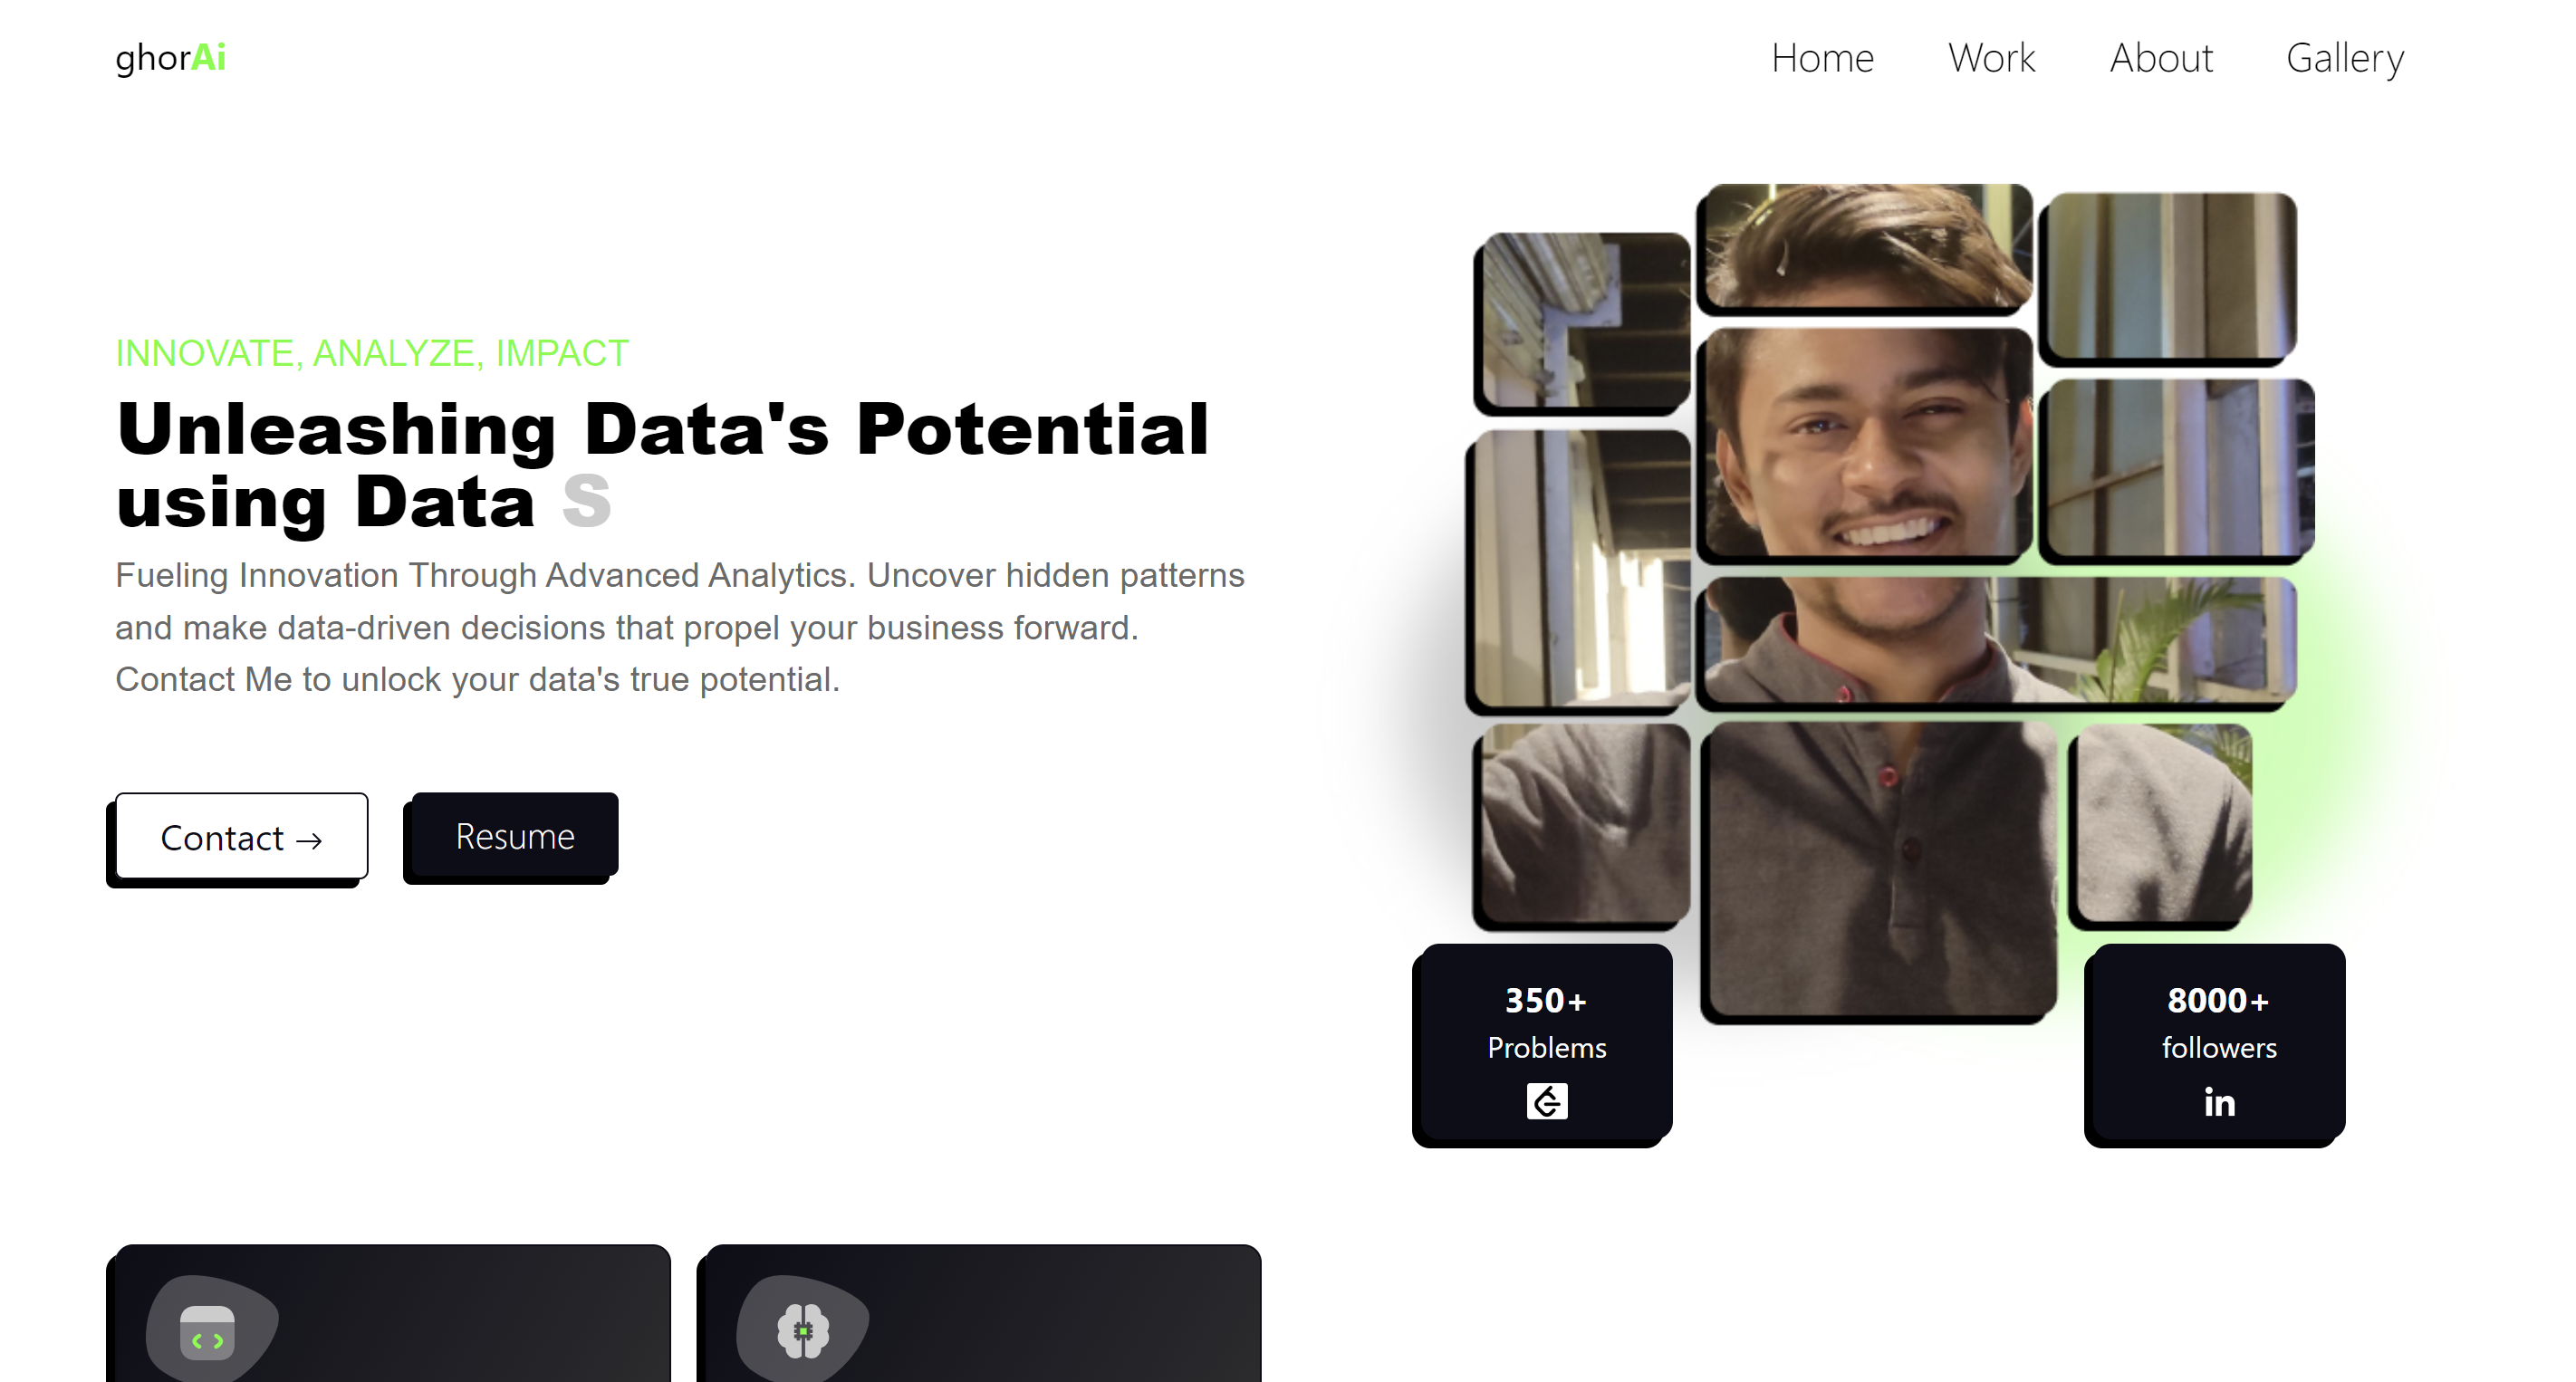 ghorAi
Home Work About Gallery
INNOVATE, ANALYZE, IMPACT
Unleashing Data's Potential
using Data S
Fueling Innovation Through Advanced Analytics. Uncover hidden patterns
and make data-driven decisions that propel your business forward.
Contact Me to unlock your data's true potential.
Contact →
Resume
350+
Problems
8000+
followers
in